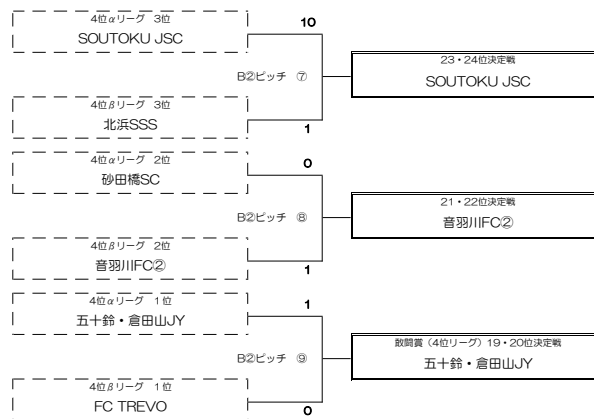 4位αリーグ 3位
SOUTOKU JSC
10
B②ピッチ ⑦
23・24位決定戦
SOUTOKU JSC
4位βリーグ 3位
北浜SSS
1
4位αリーグ 2位
砂田橋SC
0
B②ピッチ ⑧
21・22位決定戦
音羽川FC②
4位βリーグ 2位
音羽川FC②
1
4位αリーグ 1位
五十鈴・倉田山JY
1
B②ピッチ ⑨
敢闘賞（4位リーグ）19・20位決定戦
五十鈴・倉田山JY
4位βリーグ 1位
FC TREVO
0